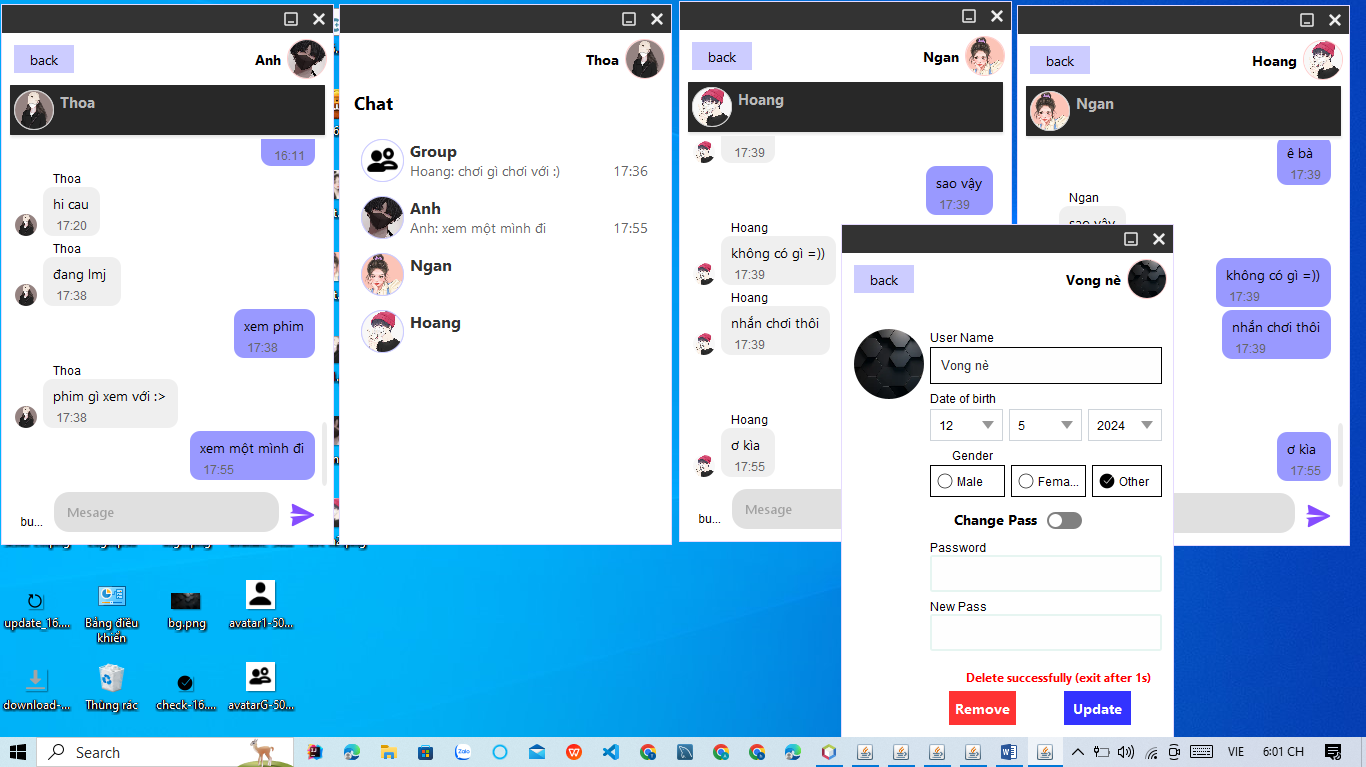 back
Anh
Thoa
16:11
Thoa
hi cau
17:20
Thoa
đang lmj
17:38
xem phim
17:38
Thoa
phim gì xem với :>
17:38
xem một mình đi
17:55
bu...
Mesage
Thoa
Chat
Group
Hoang: chơi gì chơi với :)
17:36
Anh
Anh: xem một mình đi
17:55
Ngan
Hoang
back
Ngan
Hoang
17:39
sao vậy
17:39
Hoang
không có gì =))
17:39
Hoang
nhắn chơi thôi
17:39
Hoang
ơ kìa
17:55
bu...
Mesage
back
Hoang
Ngan
ê bà
17:39
Ngan
sao vậy
không có gì =))
17:39
nhắn chơi thôi
17:39
ơ kìa
17:55
back
Vong nè
User Name
Vong nè
Date of birth
12 5 2024
Gender
Male Fema... Other
Change Pass
Password
New Pass
Delete successfully (exit after 1s)
Remove Update
update_16....
Bảng điều khiển
bg.png
avatar1-50...
download-...
Thùng rác
check-16....
avatarG-50...
Search
Zalo
VIE
6:01 CH